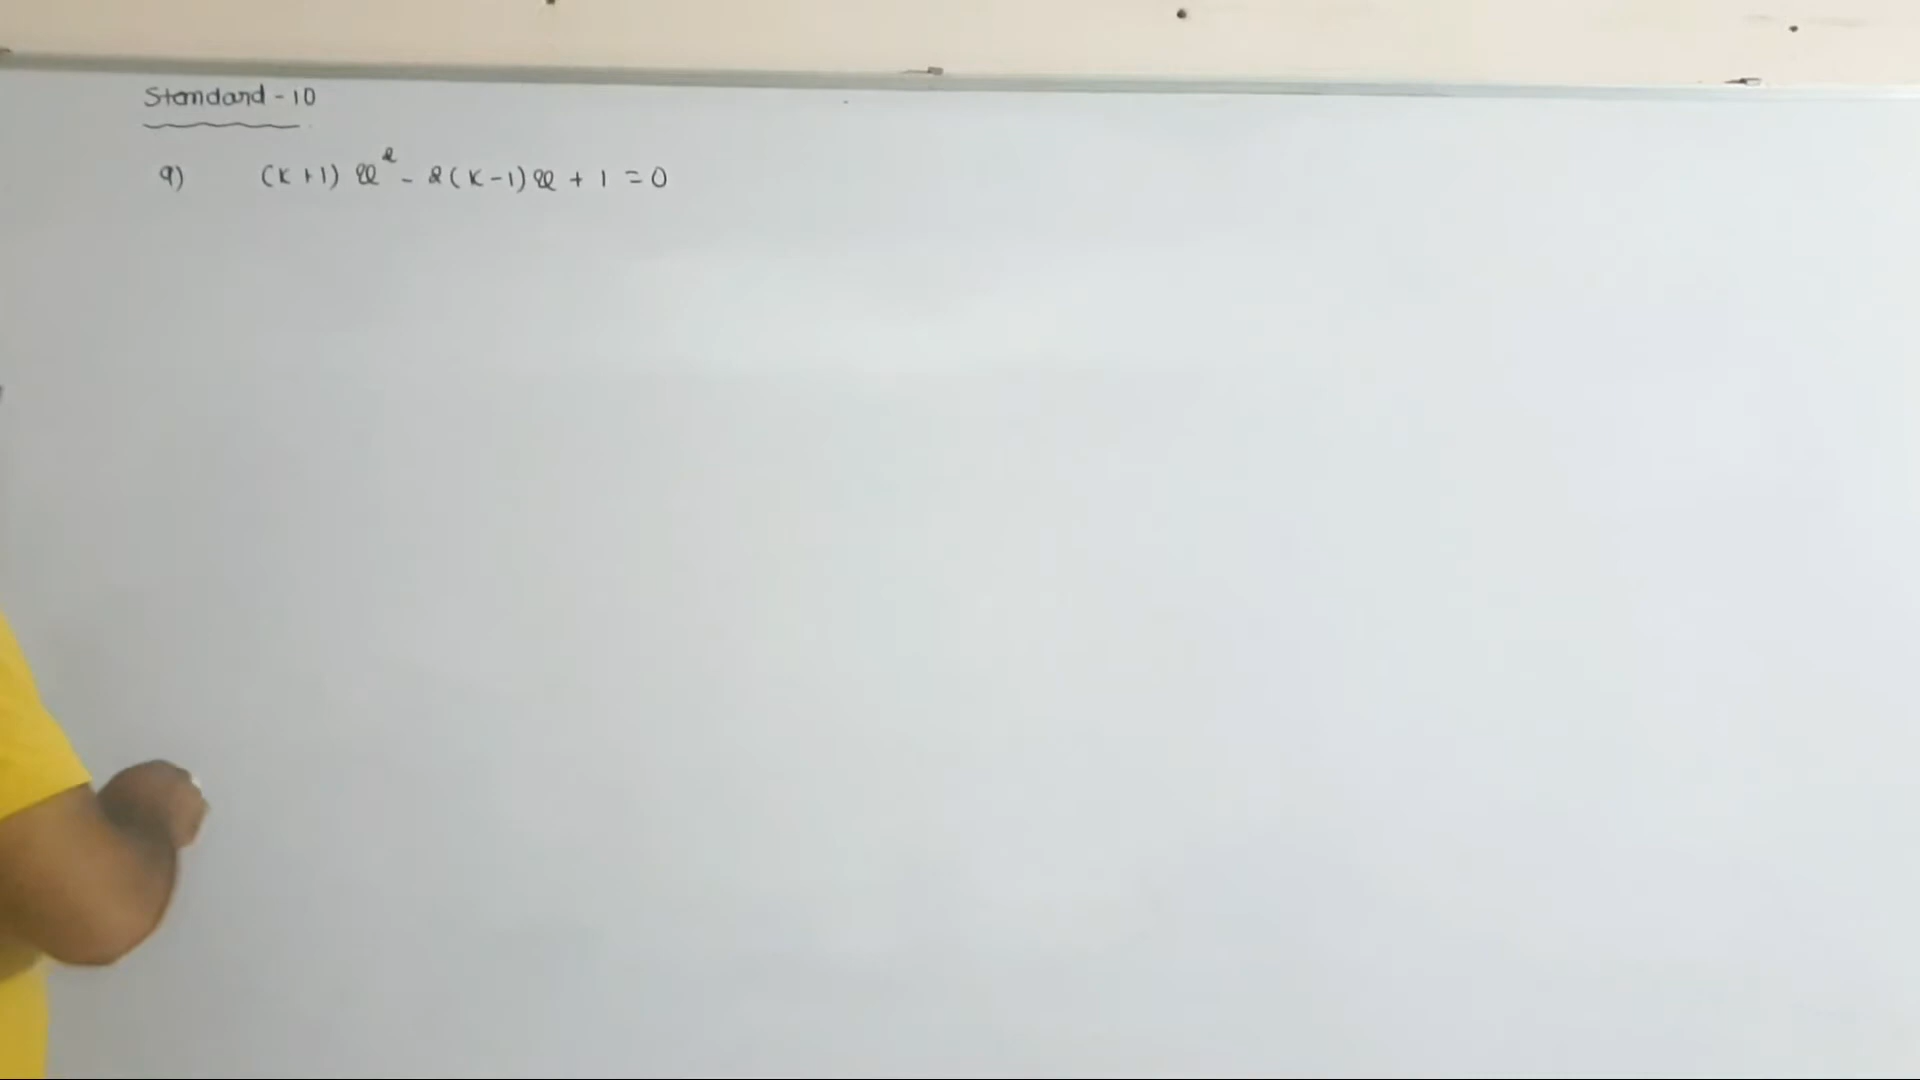 Standard - 10
9) (K+1) x² - 2(K-1)x + 1 = 0